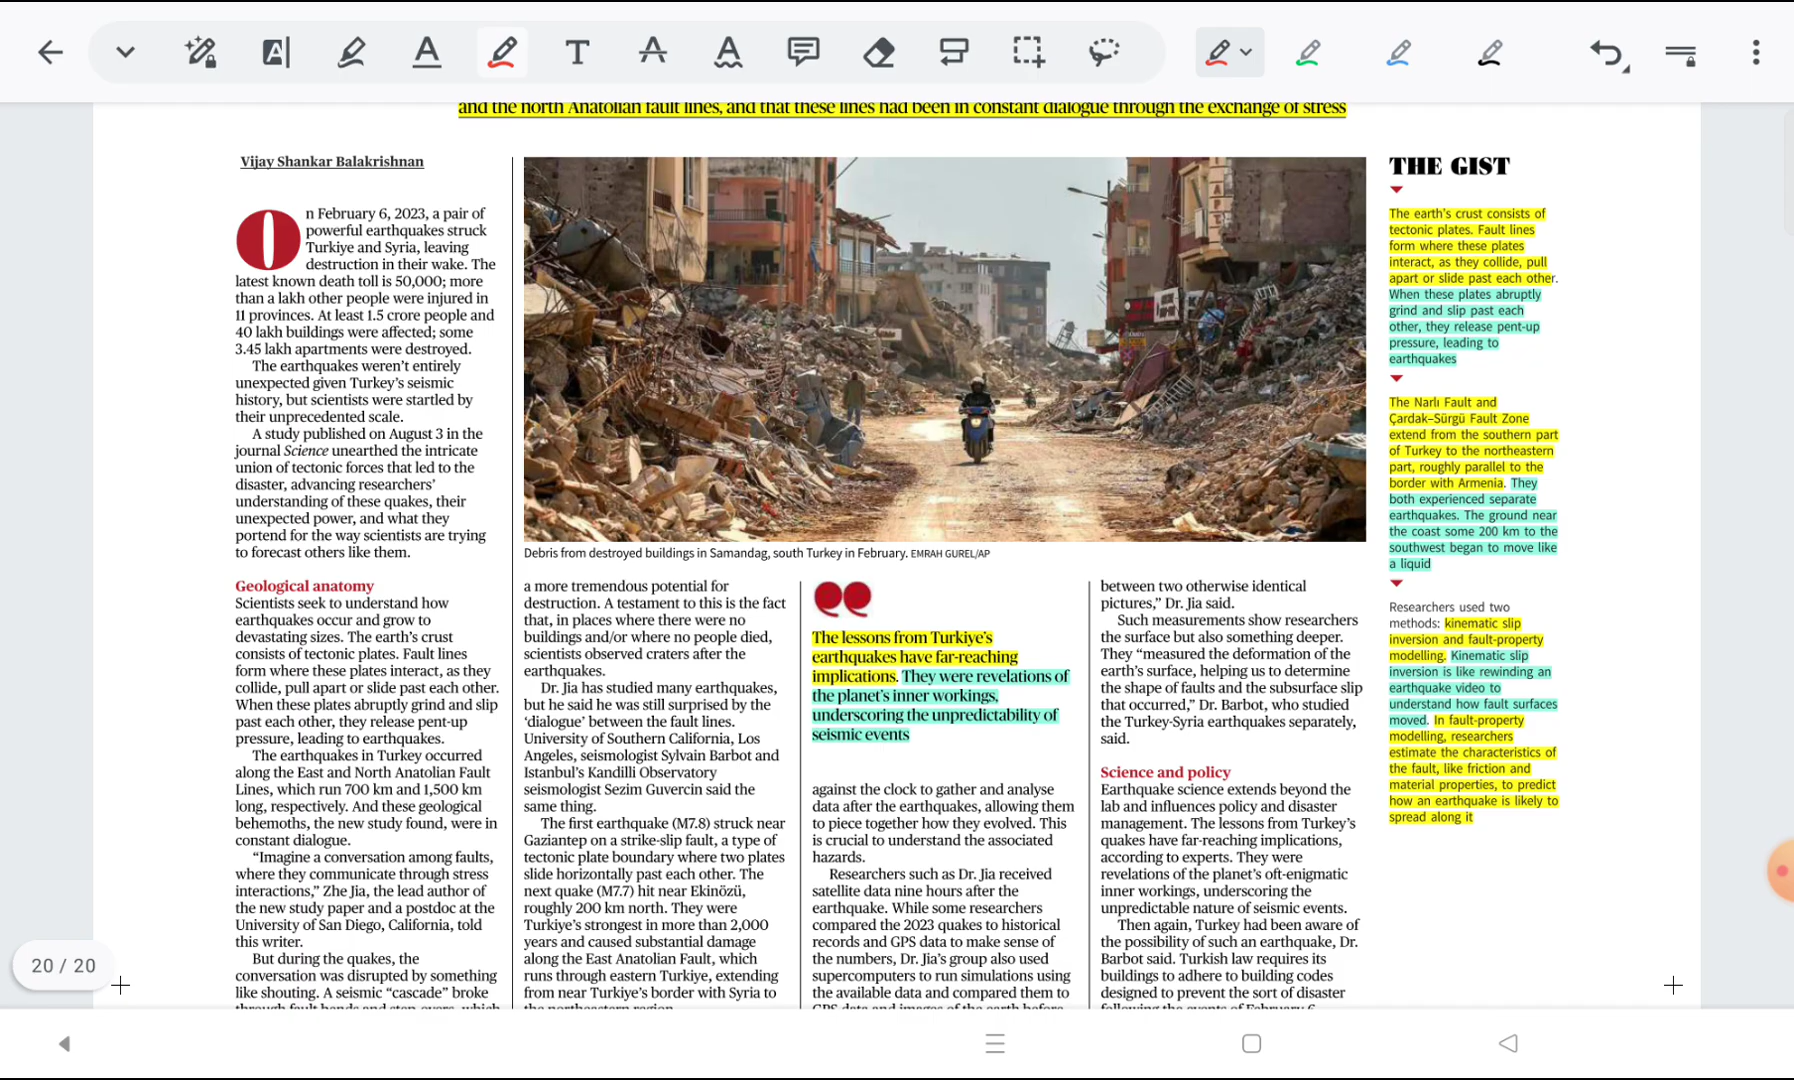 and the north Anatolian fault lines, and that these lines had been in constant dialogue through the exchange of stress
Vijay Shankar Balakrishnan
On February 6, 2023, a pair of
powerful earthquakes struck
Turkiye and Syria, leaving
destruction in their wake. The
latest known death toll is 50,000; more
than a lakh other people were injured in
11 provinces. At least 1.5 crore people and
40 lakh buildings were affected; some
3.45 lakh apartments were destroyed.
The earthquakes weren't entirely
unexpected given Turkey's seismic
history, but scientists were startled by
their unprecedented scale.
A study published on August 3 in the
journal Science unearthed the intricate
union of tectonic forces that led to the
disaster, advancing researchers'
understanding of these quakes, their
unexpected power, and what they
portend for the way scientists are trying
to forecast others like them.
Geological anatomy
Scientists seek to understand how
earthquakes occur and grow to
devastating sizes. The earth's crust
consists of tectonic plates. Fault lines
form where these plates interact, as they
collide, pull apart or slide past each other.
When these plates abruptly grind and slip
past each other, they release pent-up
pressure, leading to earthquakes.
The earthquakes in Turkey occurred
along the East and North Anatolian Fault
Lines, which run 700 km and 1,500 km
long, respectively. And these geological
behemoths, the new study found, were in
constant dialogue.
"Imagine a conversation among faults,
where they communicate through stress
interactions," Zhe Jia, the lead author of
the new study paper and a postdoc at the
University of San Diego, California, told
this writer.
But during the quakes, the
conversation was disrupted by something
like shouting. A seismic "cascade" broke
through fault bends and step-overs, which
Debris from destroyed buildings in Samandag, south Turkey in February. EMRAH GUREL/AP
a more tremendous potential for
destruction. A testament to this is the fact
that, in places where there were no
buildings and/or where no people died,
scientists observed craters after the
earthquakes.
Dr. Jia has studied many earthquakes,
but he said he was still surprised by the
'dialogue' between the fault lines.
University of Southern California, Los
Angeles, seismologist Sylvain Barbot and
Istanbul's Kandilli Observatory
seismologist Sezim Guvercin said the
same thing.
The first earthquake (M7.8) struck near
Gaziantep on a strike-slip fault, a type of
tectonic plate boundary where two plates
slide horizontally past each other. The
next quake (M7.7) hit near Ekinözü,
roughly 200 km north. They were
Turkey's strongest in more than 2,000
years and caused substantial damage
along the East Anatolian Fault, which
runs through eastern Turkiye, extending
from near Turkiye's border with Syria to
the northeastern region.
The lessons from Turkiye's
earthquakes have far-reaching
implications. They were revelations of
the planet's inner workings,
underscoring the unpredictability of
seismic events
against the clock to gather and analyse
data after the earthquakes, allowing them
to piece together how they evolved. This
is crucial to understand the associated
hazards.
Researchers such as Dr. Jia received
satellite data nine hours after the
earthquake. While some researchers
compared the 2023 quakes to historical
records and GPS data to make sense of
the numbers, Dr. Jia's group also used
supercomputers to run simulations using
the available data and compared them to
GPS data and images of the earth before
between two otherwise identical
pictures," Dr. Jia said.
Such measurements show researchers
the surface but also something deeper.
They "measured the deformation of the
earth's surface, helping us to determine
the shape of faults and the subsurface slip
that occurred," Dr. Barbot, who studied
the Turkey-Syria earthquakes separately,
said.
Science and policy
Earthquake science extends beyond the
lab and influences policy and disaster
management. The lessons from Turkey's
quakes have far-reaching implications,
according to experts. They were
revelations of the planet's oft-enigmatic
inner workings, underscoring the
unpredictable nature of seismic events.
Then again, Turkey had been aware of
the possibility of such an earthquake, Dr.
Barbot said. Turkish law requires its
buildings to adhere to building codes
designed to prevent the sort of disaster
following the events of February 6
THE GIST
The earth's crust consists of
tectonic plates. Fault lines
form where these plates
interact, as they collide, pull
apart or slide past each other.
When these plates abruptly
grind and slip past each
other, they release pent-up
pressure, leading to
earthquakes
The Narlı Fault and
Çardak–Sürgü Fault Zone
extend from the southern part
of Turkey to the northeastern
part, roughly parallel to the
border with Armenia. They
both experienced separate
earthquakes. The ground near
the coast some 200 km to the
southwest began to move like
a liquid
Researchers used two
methods: kinematic slip
inversion and fault-property
modelling. Kinematic slip
inversion is like rewinding an
earthquake video to
understand how fault surfaces
moved. In fault-property
modelling, researchers
estimate the characteristics of
the fault, like friction and
material properties, to predict
how an earthquake is likely to
spread along it
20 / 20